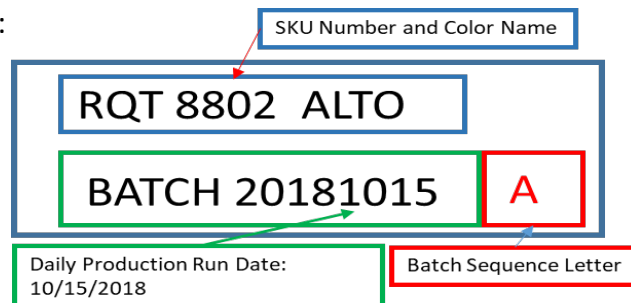 :
SKU Number and Color Name
RQT 8802 ALTO
BATCH 20181015 A
Daily Production Run Date:
10/15/2018
Batch Sequence Letter